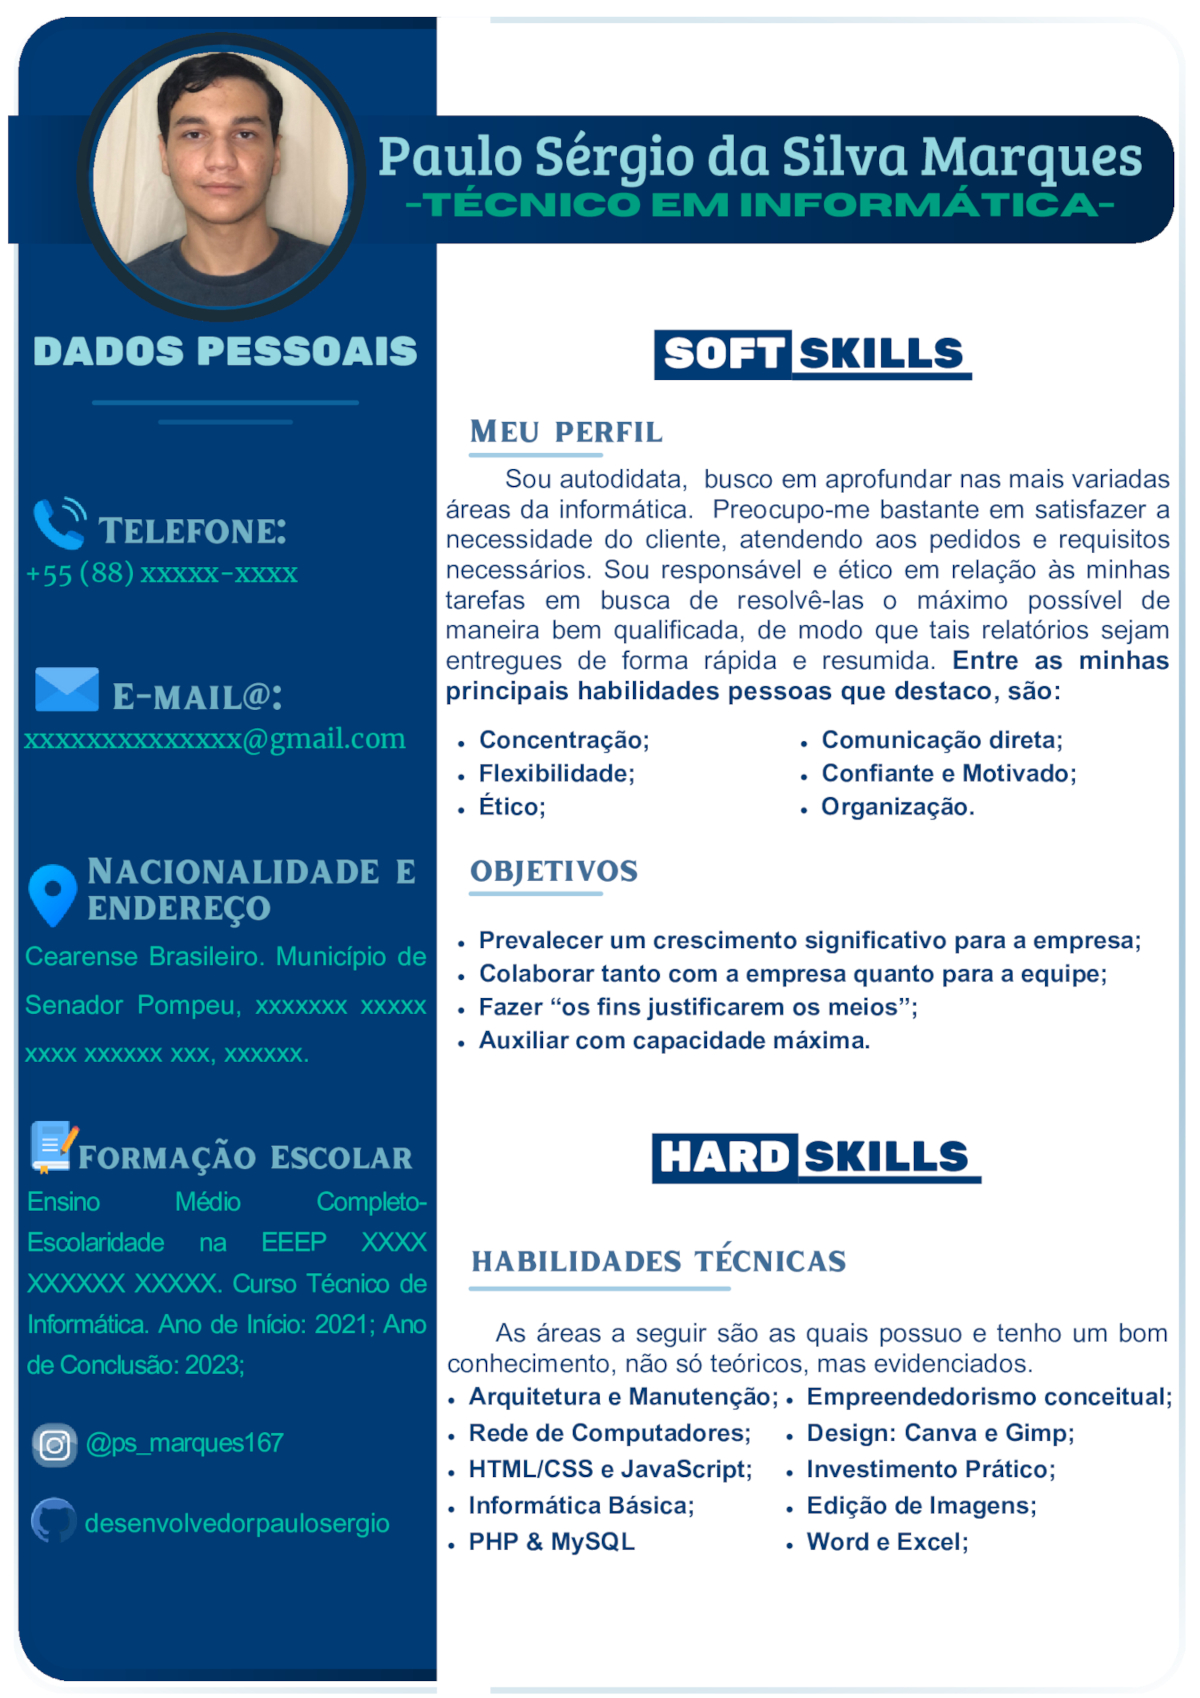 Paulo Sérgio da Silva Marques
-TÉCNICO EM INFORMÁTICA-
DADOS PESSOAIS
Telefone:
+55 (88) xxxxx-xxxx
E-mail@:
xxxxxxxxxxxxxx@gmail.com
Nacionalidade e
endereço
Cearense Brasileiro. Município de
Senador Pompeu, xxxxxxx xxxxx
xxxx xxxxxx xxx, xxxxxx.
Formação Escolar
Ensino Médio Completo-
Escolaridade na EEEP XXXX
XXXXXX XXXXX. Curso Técnico de
Informática. Ano de Início: 2021; Ano
de Conclusão: 2023;
@ps_marques167
desenvolvedorpaulosergio
SOFT SKILLS
Meu perfil
Sou autodidata, busco em aprofundar nas mais variadas
áreas da informática. Preocupo-me bastante em satisfazer a
necessidade do cliente, atendendo aos pedidos e requisitos
necessários. Sou responsável e ético em relação às minhas
tarefas em busca de resolvê-las o máximo possível de
maneira bem qualificada, de modo que tais relatórios sejam
entregues de forma rápida e resumida. Entre as minhas
principais habilidades pessoas que destaco, são:
• Concentração;
• Flexibilidade;
• Ético;
• Comunicação direta;
• Confiante e Motivado;
• Organização.
objetivos
• Prevalecer um crescimento significativo para a empresa;
• Colaborar tanto com a empresa quanto para a equipe;
• Fazer “os fins justificarem os meios”;
• Auxiliar com capacidade máxima.
HARD SKILLS
habilidades técnicas
As áreas a seguir são as quais possuo e tenho um bom
conhecimento, não só teóricos, mas evidenciados.
• Arquitetura e Manutenção;
• Rede de Computadores;
• HTML/CSS e JavaScript;
• Informática Básica;
• PHP & MySQL
• Empreendedorismo conceitual;
• Design: Canva e Gimp;
• Investimento Prático;
• Edição de Imagens;
• Word e Excel;